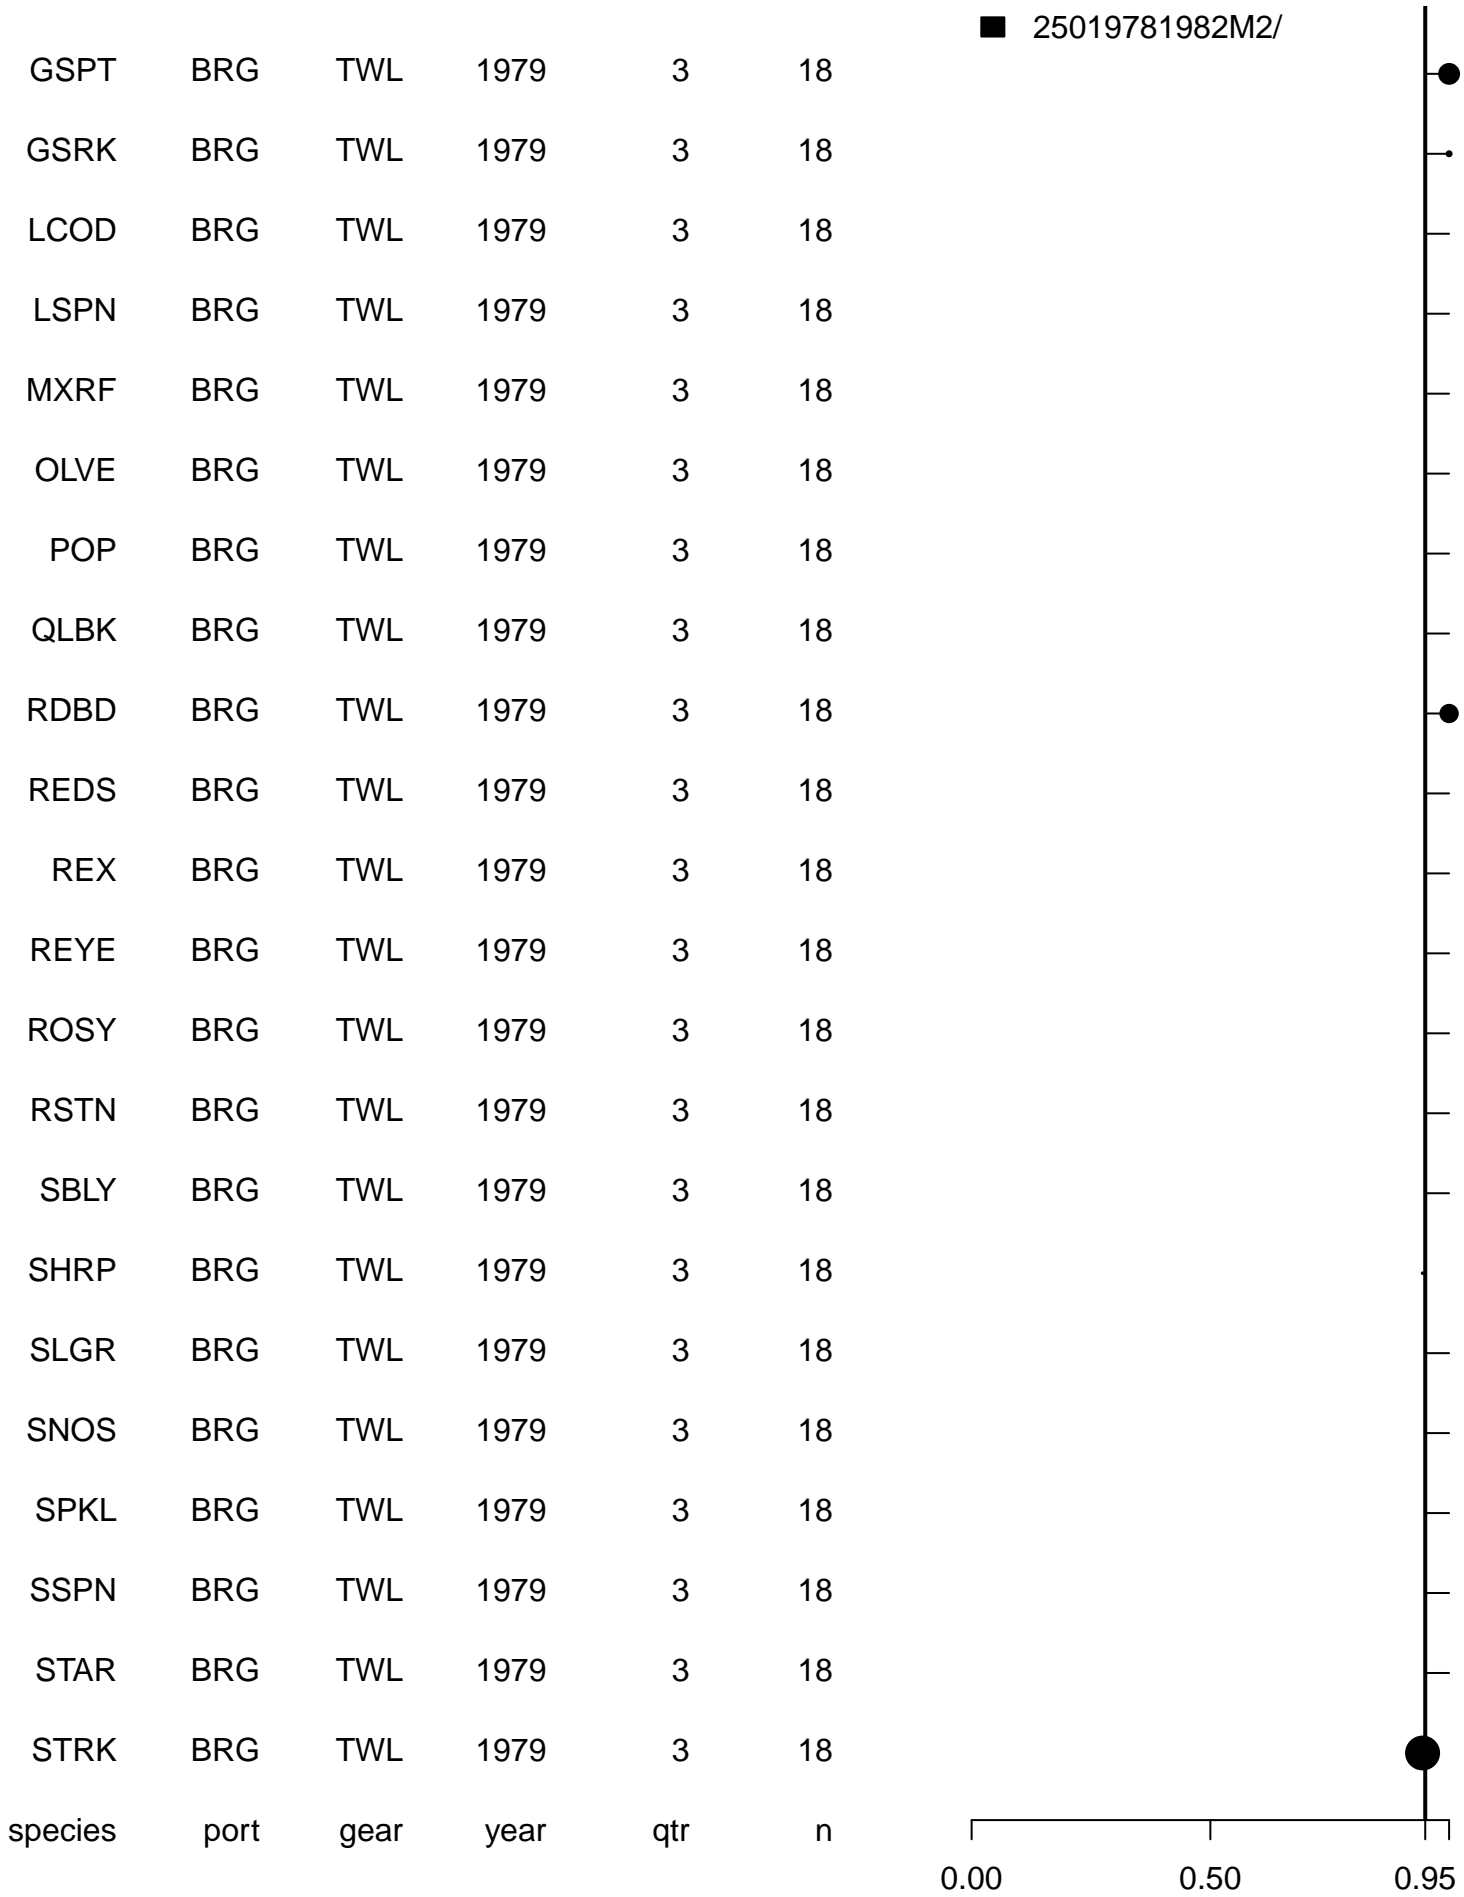 25019781982M2/
GSPT BRG TWL 1979 3 18
GSRK BRG TWL 1979 3 18
LCOD BRG TWL 1979 3 18
LSPN BRG TWL 1979 3 18
MXRF BRG TWL 1979 3 18
OLVE BRG TWL 1979 3 18
POP BRG TWL 1979 3 18
QLBK BRG TWL 1979 3 18
RDBD BRG TWL 1979 3 18
REDS BRG TWL 1979 3 18
REX BRG TWL 1979 3 18
REYE BRG TWL 1979 3 18
ROSY BRG TWL 1979 3 18
RSTN BRG TWL 1979 3 18
SBLY BRG TWL 1979 3 18
SHRP BRG TWL 1979 3 18
SLGR BRG TWL 1979 3 18
SNOS BRG TWL 1979 3 18
SPKL BRG TWL 1979 3 18
SSPN BRG TWL 1979 3 18
STAR BRG TWL 1979 3 18
STRK BRG TWL 1979 3 18
species port gear year qtr n
0.00 0.50 0.95